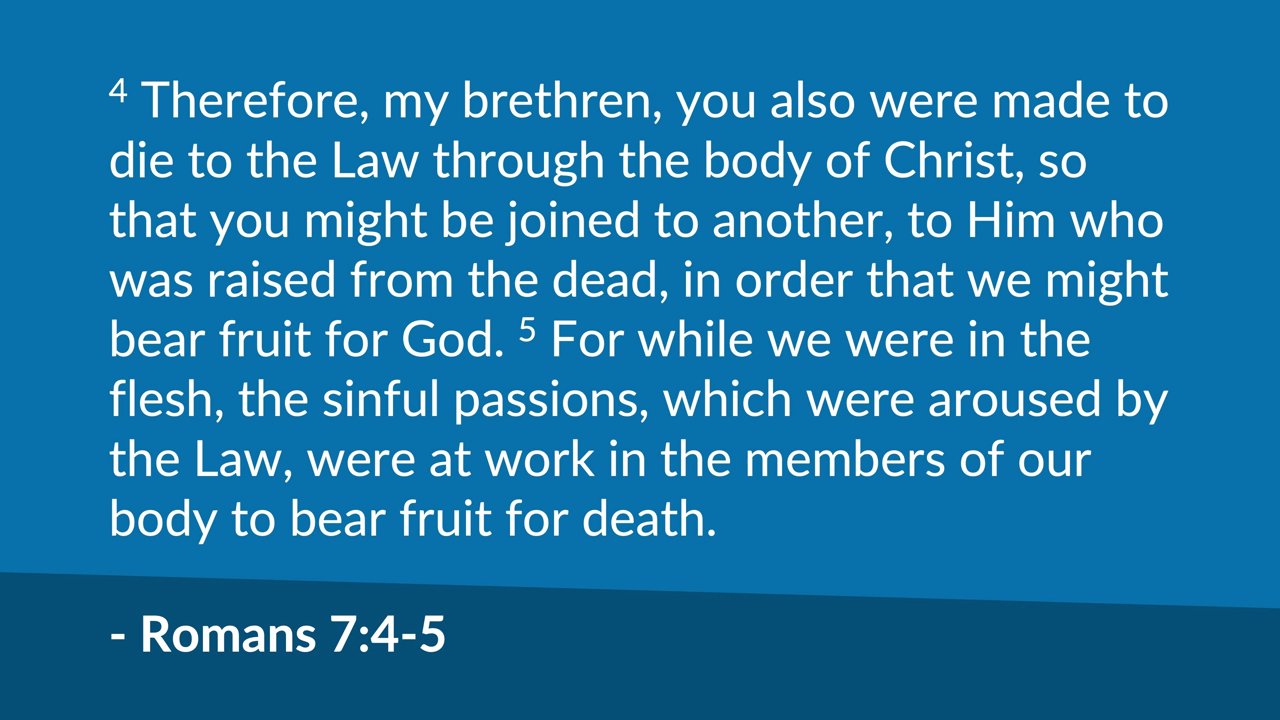 4 Therefore, my brethren, you also were made to
die to the Law through the body of Christ, so
that you might be joined to another, to Him who
was raised from the dead, in order that we might
bear fruit for God. 5 For while we were in the
flesh, the sinful passions, which were aroused by
the Law, were at work in the members of our
body to bear fruit for death.
- Romans 7:4-5